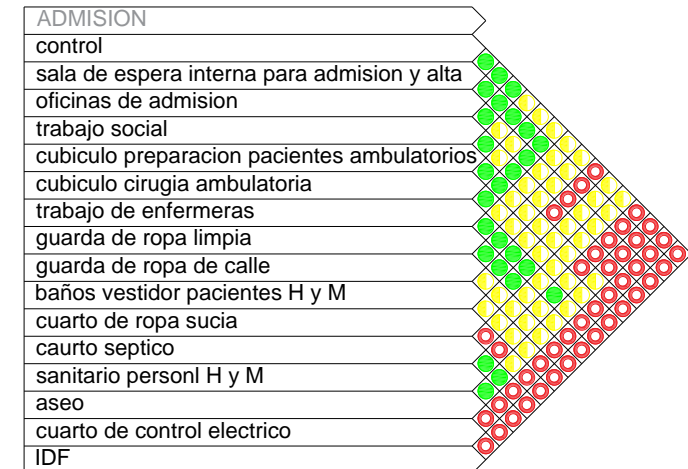 ADMISION
control
sala de espera interna para admision y alta
oficinas de admision
trabajo social
cubiculo preparacion pacientes ambulatorios
cubiculo cirugia ambulatoria
trabajo de enfermeras
guarda de ropa limpia
guarda de ropa de calle
baños vestidor pacientes H y M
cuarto de ropa sucia
caurto septico
sanitario personl H y M
aseo
cuarto de control electrico
IDF